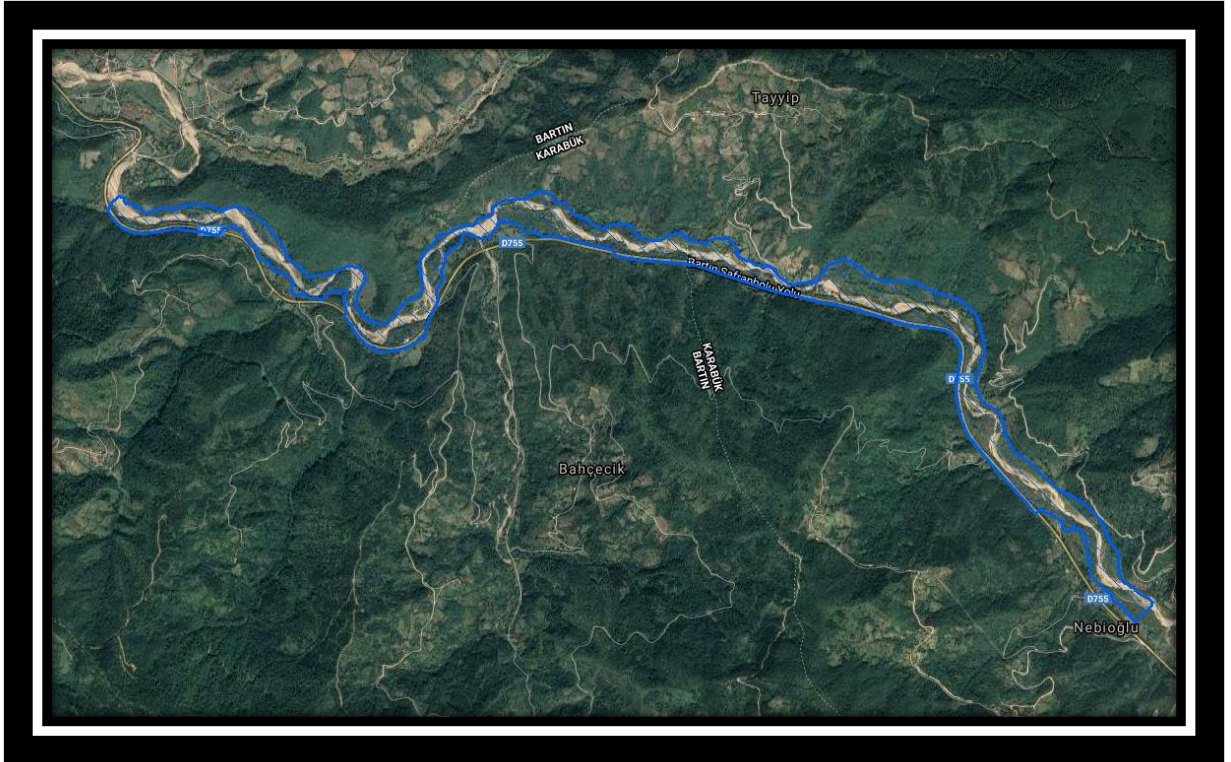 Tayyip
BARTIN
KARABÜK
D755
D755
Bartın Safranbolu Yolu
KARABÜK
BARTIN
D755
Bahçecik
D755
Nebioğlu